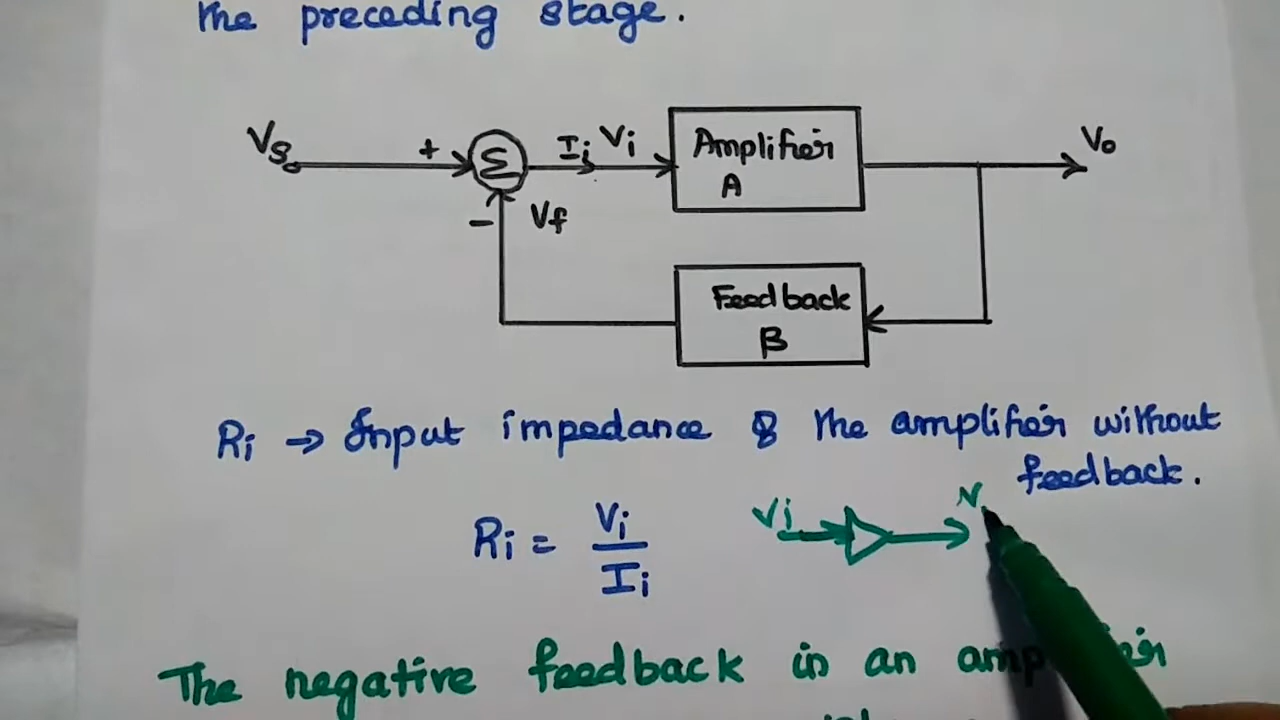 the preceding stage.
Vs + Σ Ii Vi Amplifier A Vo
- Vf
Feedback β
Ri → Input impedance of the amplifier without
feedback.
Ri = Vi / Ii
Vi V
The negative feedback in an